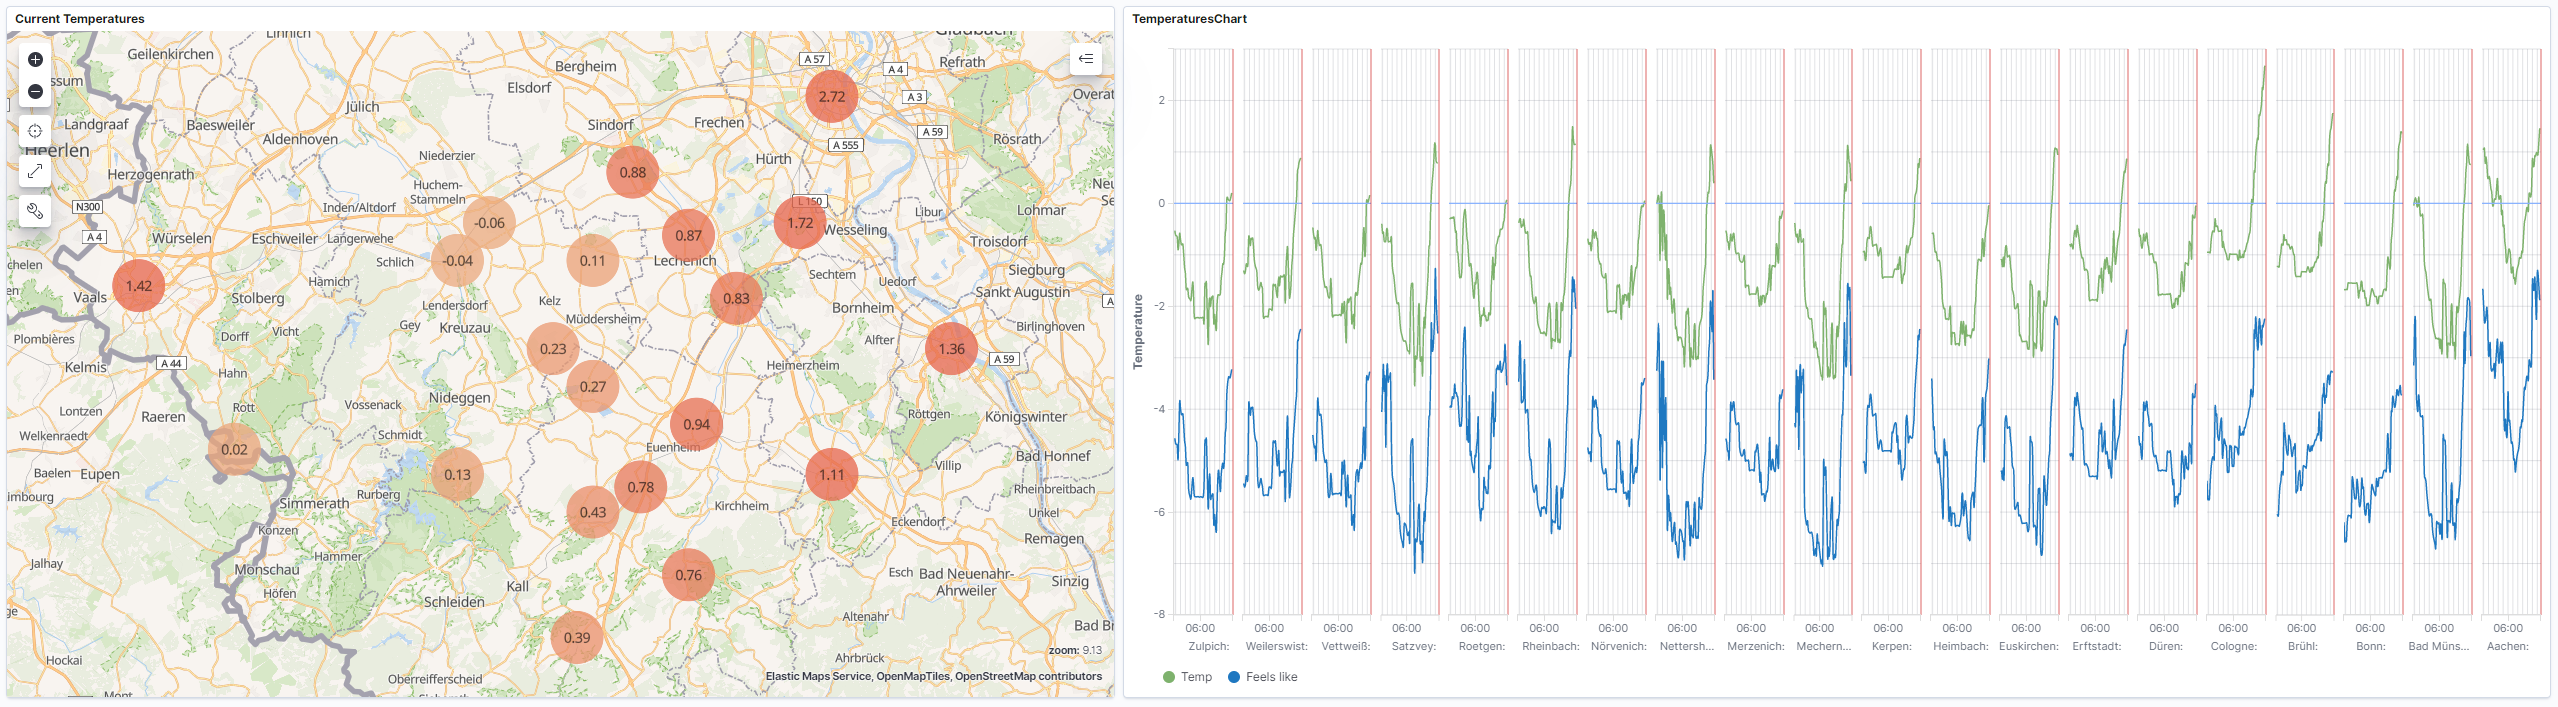 Current Temperatures
Linnich
Gladbach
Geilenkirchen
A 57
Refrath
Bergheim
A 4
Elsdorf
2.72
A 3
Overat
Jülich
Landgraaf
Baesweiler
Sindorf
Frechen
A 59
Aldenhoven
Rösrath
A 555
Heerlen
Niederzier
Hürth
Herzogenrath
0.88
Huchem-
Stammeln
N300
Inden/Altdorf
L 150
Libur
Lohmar
-0.06
1.72
A 4
Würselen
Eschweiler
Langerwehe
0.87
Wesseling
Troisdorf
Schlich
-0.04
0.11
Lechenich
Siegburg
Sechtem
Uedorf
Hamich
1.42
Vaals
Stolberg
Lendersdorf
Kelz
0.83
Sankt Augustin
Bornheim
Gey
Kreuzau
Müddersheim
Birlinghoven
Plombières
Dorff
Vicht
Alfter
0.23
1.36
A 59
Kelmis
A 44
Hahn
Heimerzheim
0.27
Nideggen
Rott
Vossenack
Lontzen
Raeren
Röttgen
Königswinter
0.94
Welkenraedt
Schmidt
0.02
Euenheim
Bad Honnef
Baelen
Eupen
0.13
1.11
Villip
Rurberg
0.78
Rheinbreitbach
Simmerath
Kirchheim
0.43
Unkel
Eckendorf
Konzen
Remagen
Hammer
Jalhay
Monschau
0.76
Esch
Bad Neuenahr-
Ahrweiler
Sinzig
Kall
Höfen
Schleiden
Altenahr
0.39
zoom: 9.13
Hockai
Ahrbrück
Oberreifferscheid
Elastic Maps Service, OpenMapTiles, OpenStreetMap contributors
TemperaturesChart
Temperature
2
0
-2
-4
-6
-8
06:00 06:00 06:00 06:00 06:00 06:00 06:00 06:00 06:00 06:00 06:00 06:00 06:00 06:00 06:00 06:00 06:00 06:00 06:00 06:00
Zulpich: Weilerswist: Vettweiß: Satzvey: Roetgen: Rheinbach: Nörvenich: Nettersh... Merzenich: Mechern... Kerpen: Heimbach: Euskirchen: Erftstadt: Düren: Cologne: Brühl: Bonn: Bad Müns... Aachen:
Temp Feels like